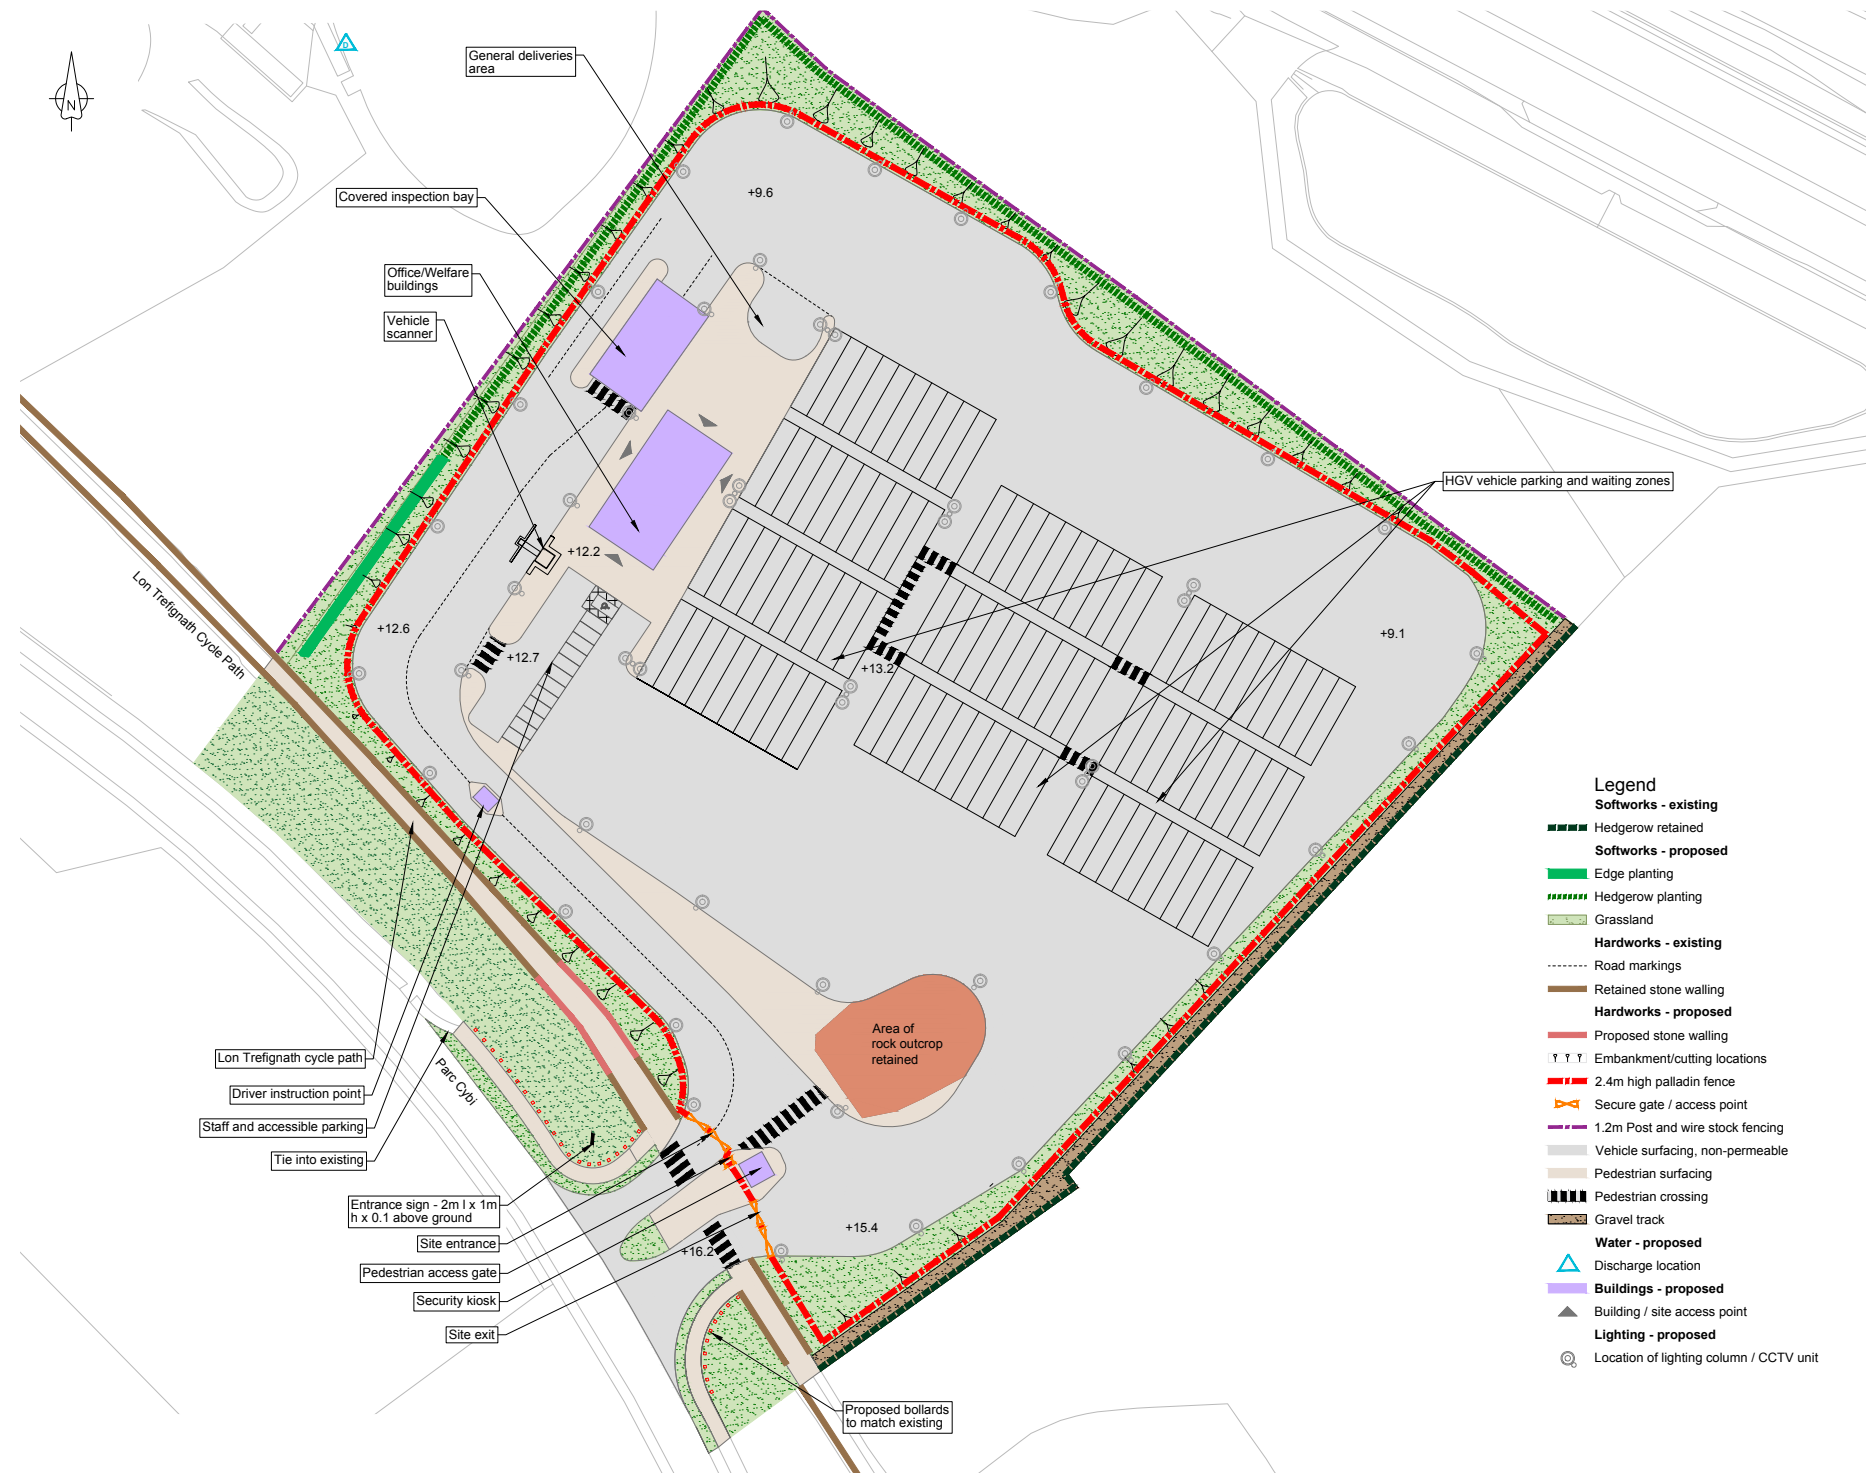 D
N
General deliveries
area
Covered inspection bay
Office/Welfare
buildings
Vehicle
scanner
+9.6
HGV vehicle parking and waiting zones
+12.2
+12.6
+12.7
+13.2
+9.1
Lon Trefignath Cycle Path
Area of
rock outcrop
retained
Lon Trefignath cycle path
Driver instruction point
Staff and accessible parking
Tie into existing
Parc Cybi
Entrance sign - 2m l x 1m
h x 0.1 above ground
Site entrance
Pedestrian access gate
Security kiosk
Site exit
+15.4
+16.2
Proposed bollards
to match existing
Legend
Softworks - existing
Hedgerow retained
Softworks - proposed
Edge planting
Hedgerow planting
Grassland
Hardworks - existing
Road markings
Retained stone walling
Hardworks - proposed
Proposed stone walling
Embankment/cutting locations
2.4m high palladin fence
Secure gate / access point
1.2m Post and wire stock fencing
Vehicle surfacing, non-permeable
Pedestrian surfacing
Pedestrian crossing
Gravel track
Water - proposed
Discharge location
Buildings - proposed
Building / site access point
Lighting - proposed
Location of lighting column / CCTV unit